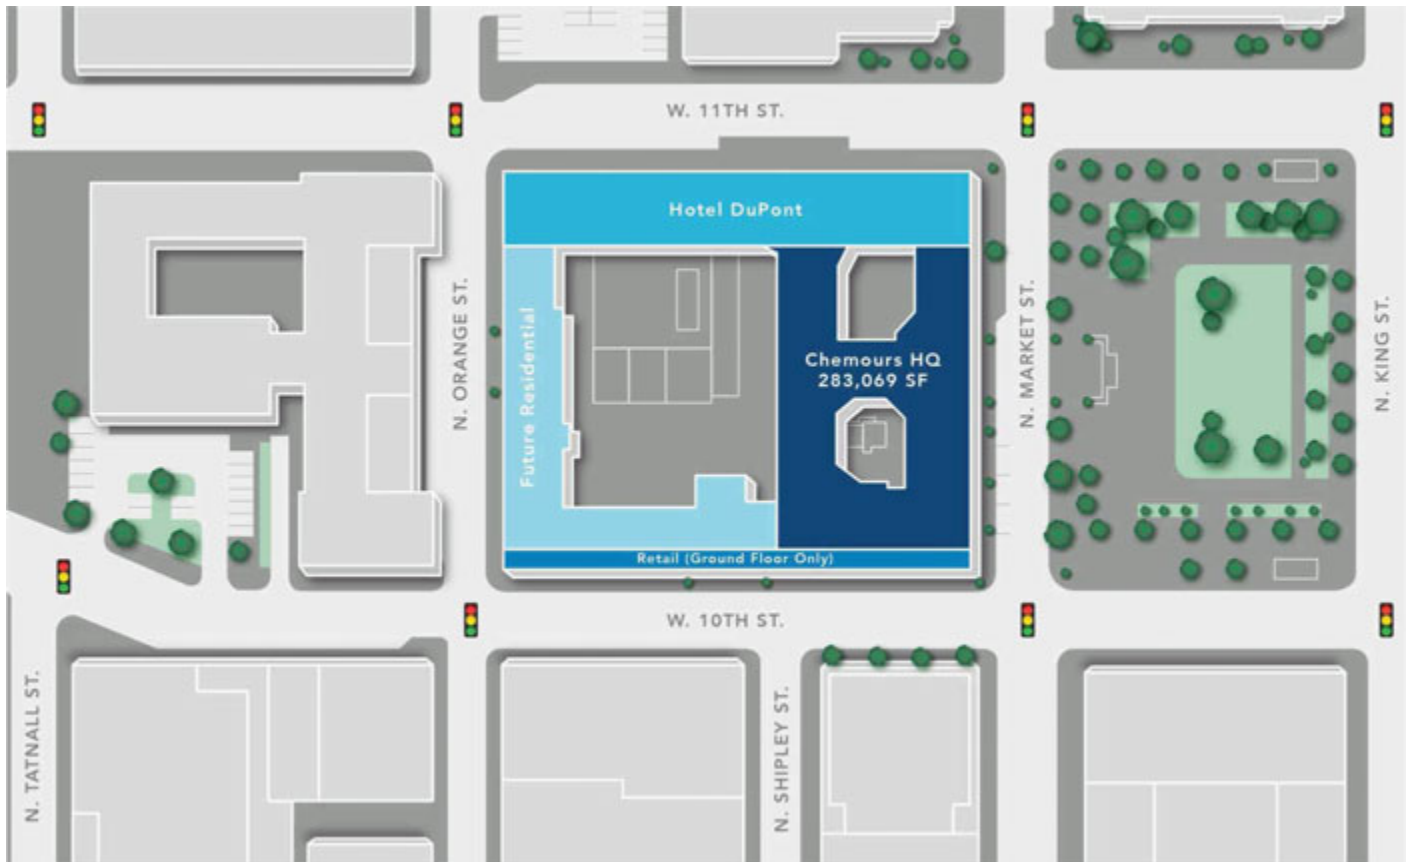 W. 11TH ST.
Hotel DuPont
N. ORANGE ST.
Future Residential
Chemours HQ
283,069 SF
N. MARKET ST.
N. KING ST.
Retail (Ground Floor Only)
W. 10TH ST.
N. TATNALL ST.
N. SHIPLEY ST.